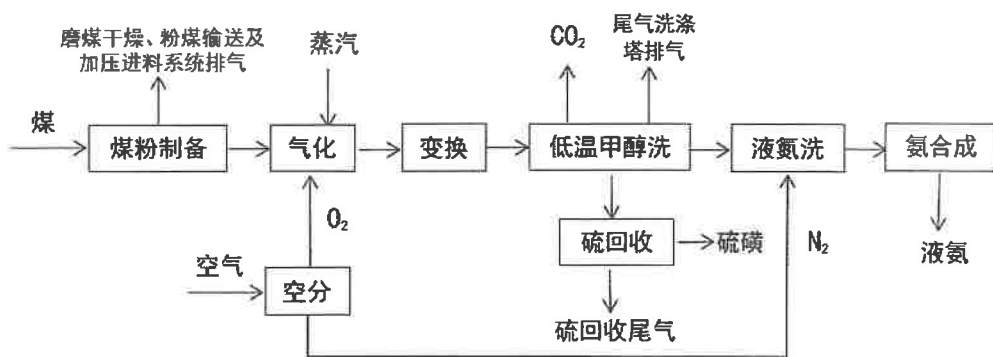 磨煤干燥、粉煤输送及
加压进料系统排气
蒸汽
CO₂
尾气洗涤
塔排气
煤
煤粉制备
气化
变换
低温甲醇洗
液氮洗
氨合成
O₂
硫回收
硫磺
N₂
液氨
空气
空分
硫回收尾气